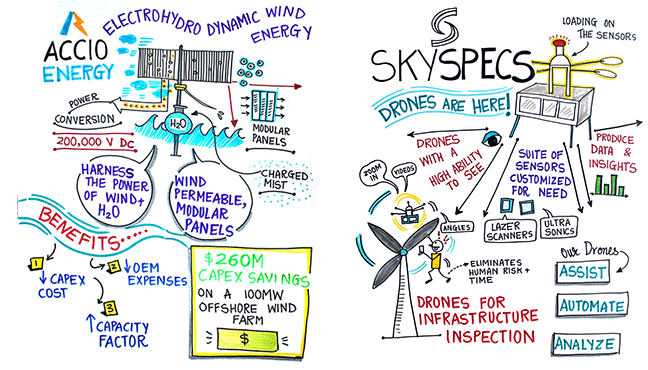 ACCIO
ENERGY
ELECTROHYDRO DYNAMIC WIND
ENERGY
POWER
CONVERSION
200,000 V DC
H₂O
MODULAR
PANELS
CHARGED
MIST
HARNESS
THE POWER
OF WIND +
H₂O
WIND
PERMEABLE,
MODULAR
PANELS
BENEFITS.....
1
↓ CAPEX
COST
2
↓ OEM
EXPENSES
3
↑ CAPACITY
FACTOR
$260M
CAPEX SAVINGS
ON A 100MW
OFFSHORE WIND
FARM
$
S
SKYSPECS
DRONES ARE HERE!
LOADING ON
THE SENSORS
DRONES
WITH A
HIGH ABILITY
TO SEE
SUITE OF
SENSORS
CUSTOMIZED
FOR NEED
PRODUCE
DATA &
INSIGHTS
ZOOM
IN
VIDEOS
ANGLES
LAZER
SCANNERS
ULTRA
SONICS
ELIMINATES
HUMAN RISK +
TIME
DRONES FOR
INFRASTRUCTURE
INSPECTION
Our Drones
ASSIST
AUTOMATE
ANALYZE